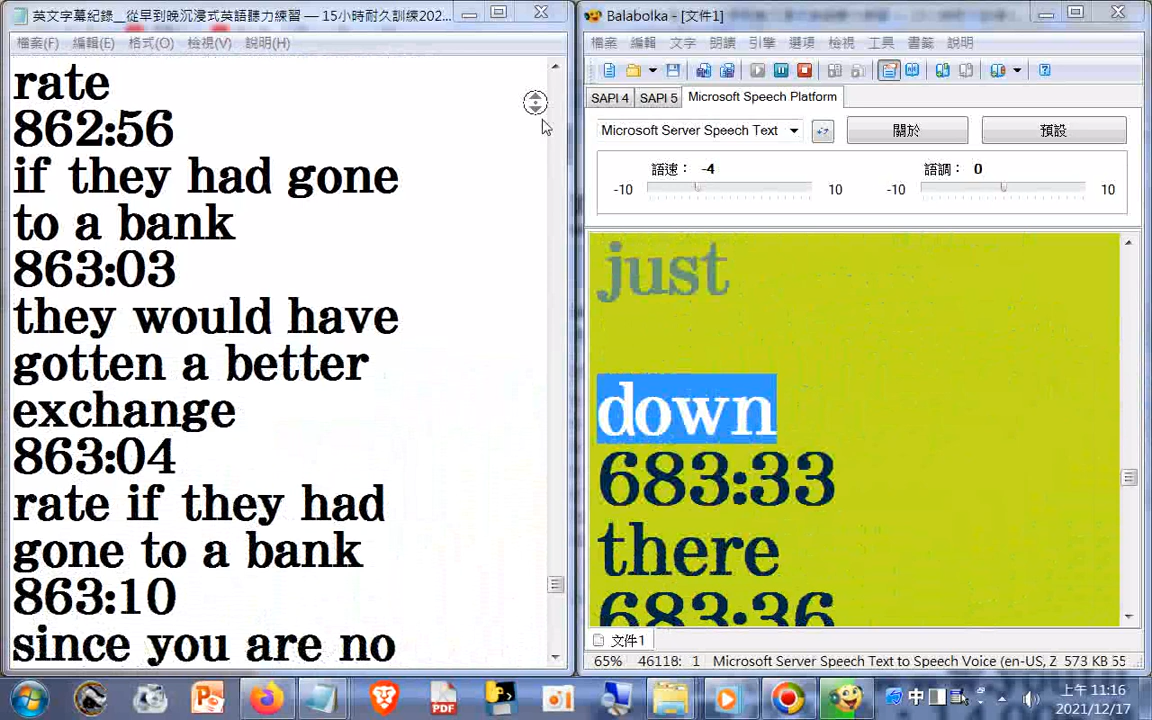 英文字幕紀錄__從早到晚沉浸式英語聽力練習 — 15小時耐久訓練202...
檔案(F) 編輯(E) 格式(O) 檢視(V) 說明(H)
rate
862:56
if they had gone
to a bank
863:03
they would have
gotten a better
exchange
863:04
rate if they had
gone to a bank
863:10
since you are no
Balabolka - [文件1]
檔案 編輯 文字 朗讀 引擎 選項 檢視 工具 書籤 說明
SAPI 4 SAPI 5 Microsoft Speech Platform
Microsoft Server Speech Text 關於 預設
語速： -4 語調： 0
-10 10 -10 10
just
down
683:33
there
683:36
文件1
65% 46118: 1 Microsoft Server Speech Text to Speech Voice (en-US, Z 573 KB 55
PDF
中
上午 11:16
2021/12/17